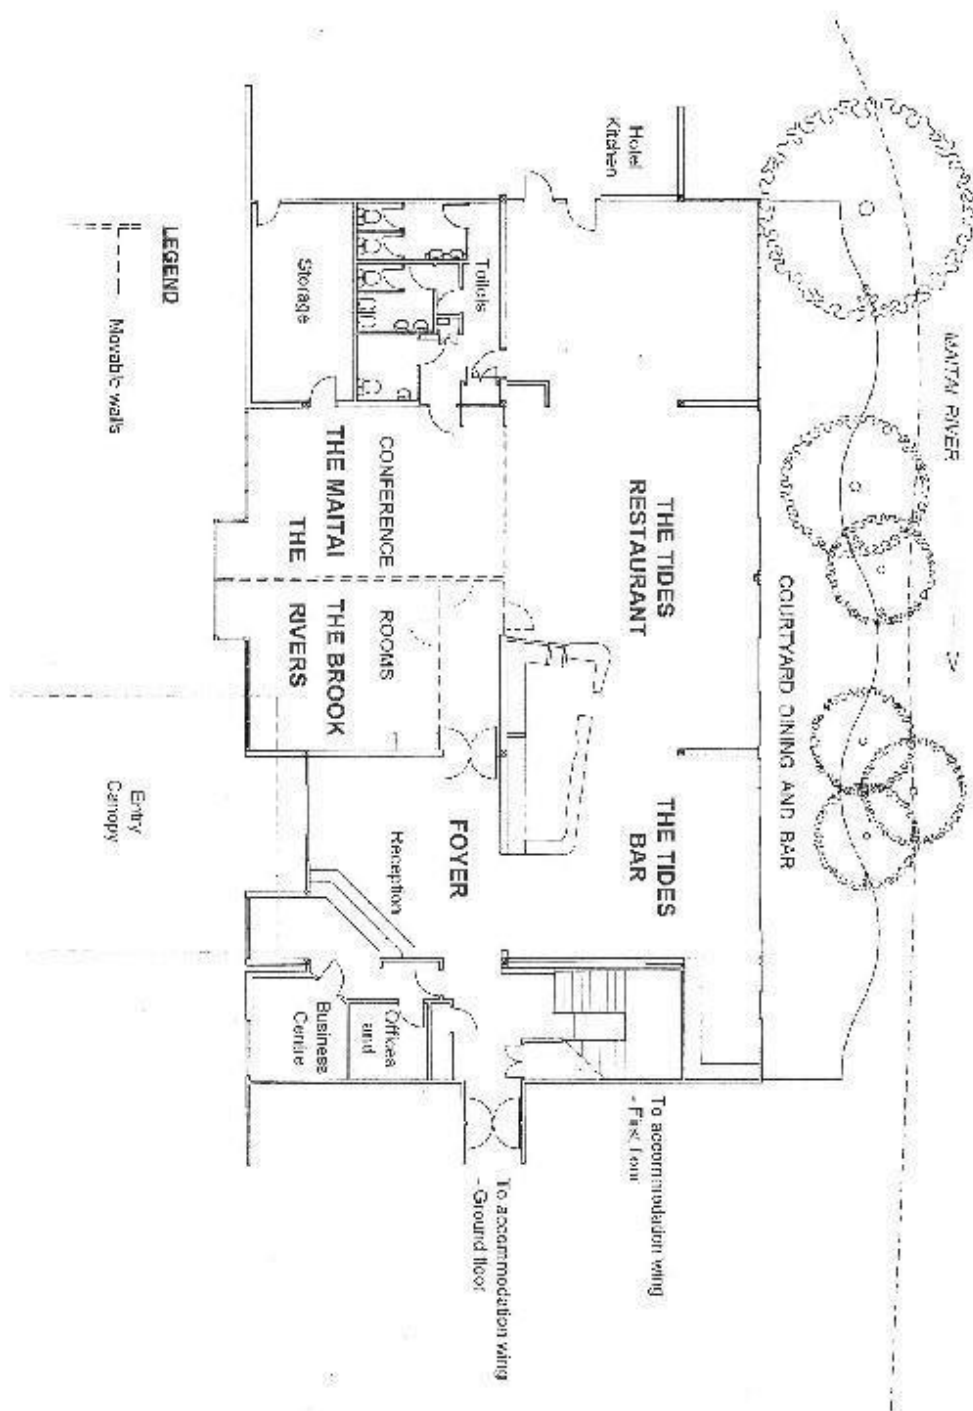 MAITAI RIVER
COURTYARD DINING AND BAR
Hotel
Kitchen
THE TIDES
RESTAURANT
THE TIDES
BAR
To accommodation wing
- First floor
Toilets
Storage
CONFERENCE ROOMS
THE MAITAI THE BROOK
THE RIVERS
FOYER
Reception
Offices
and
Business
Centre
To accommodation wing
- Ground floor
Entry
Canopy
LEGEND
Movable walls